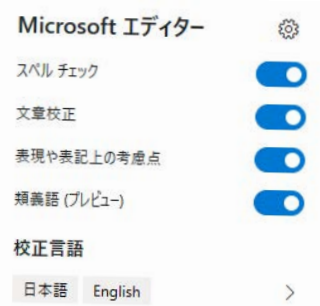 Microsoft エディター
スペル チェック
文章校正
表現や表記上の考慮点
類義語 (プレビュー)
校正言語
日本語 English